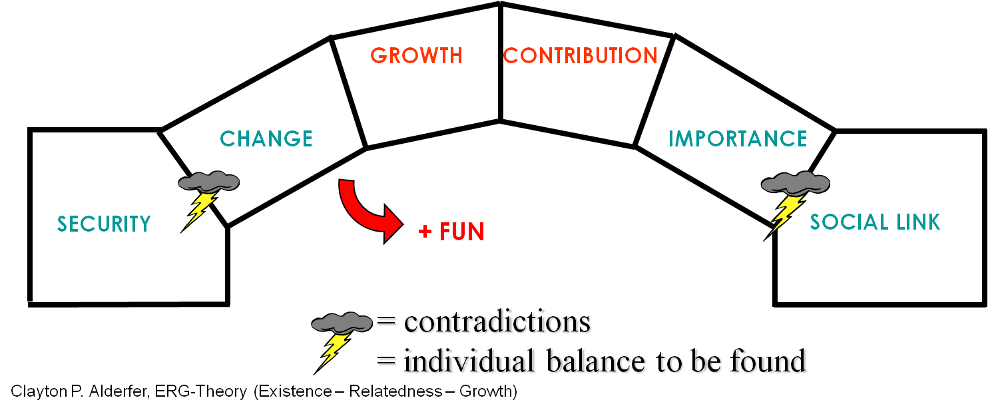 GROWTH
CONTRIBUTION
CHANGE
IMPORTANCE
SECURITY
+ FUN
SOCIAL LINK
= contradictions
= individual balance to be found
Clayton P. Alderfer, ERG-Theory (Existence – Relatedness – Growth)